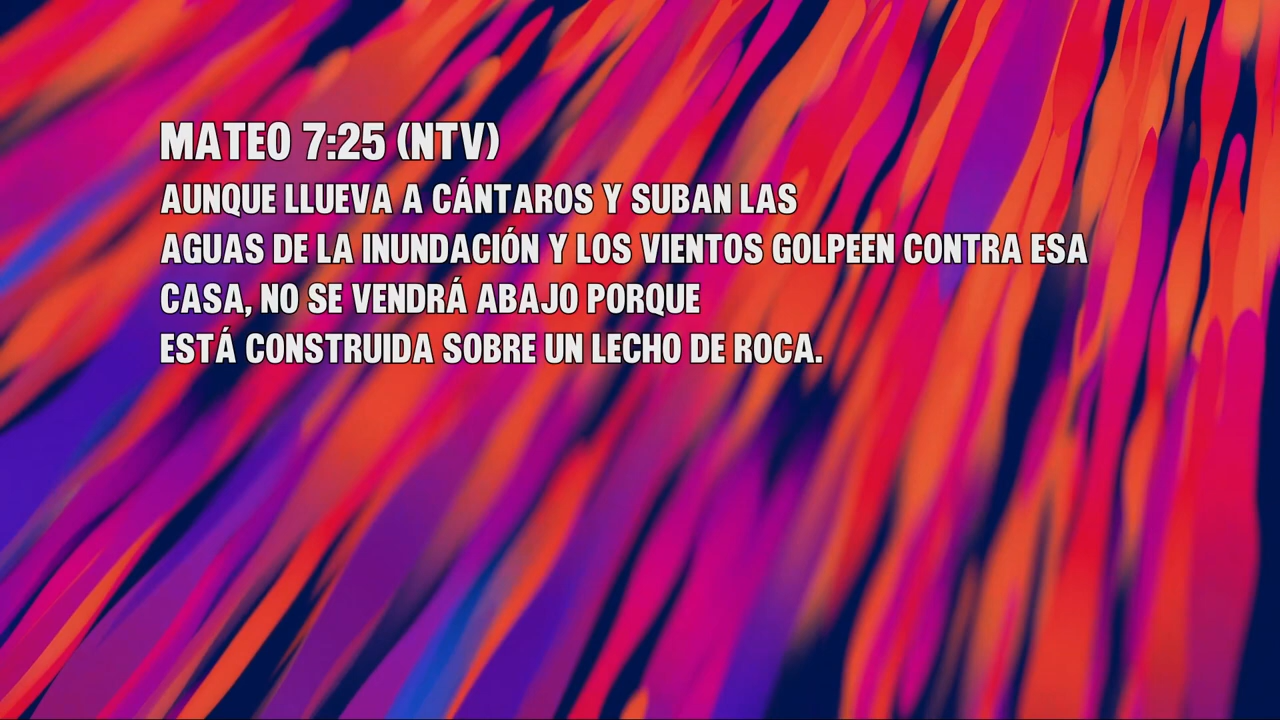 MATEO 7:25 (NTV)
AUNQUE LLUEVA A CÁNTAROS Y SUBAN LAS
AGUAS DE LA INUNDACIÓN Y LOS VIENTOS GOLPEEN CONTRA ESA
CASA, NO SE VENDRÁ ABAJO PORQUE
ESTÁ CONSTRUIDA SOBRE UN LECHO DE ROCA.